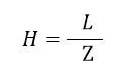 H = L / Z